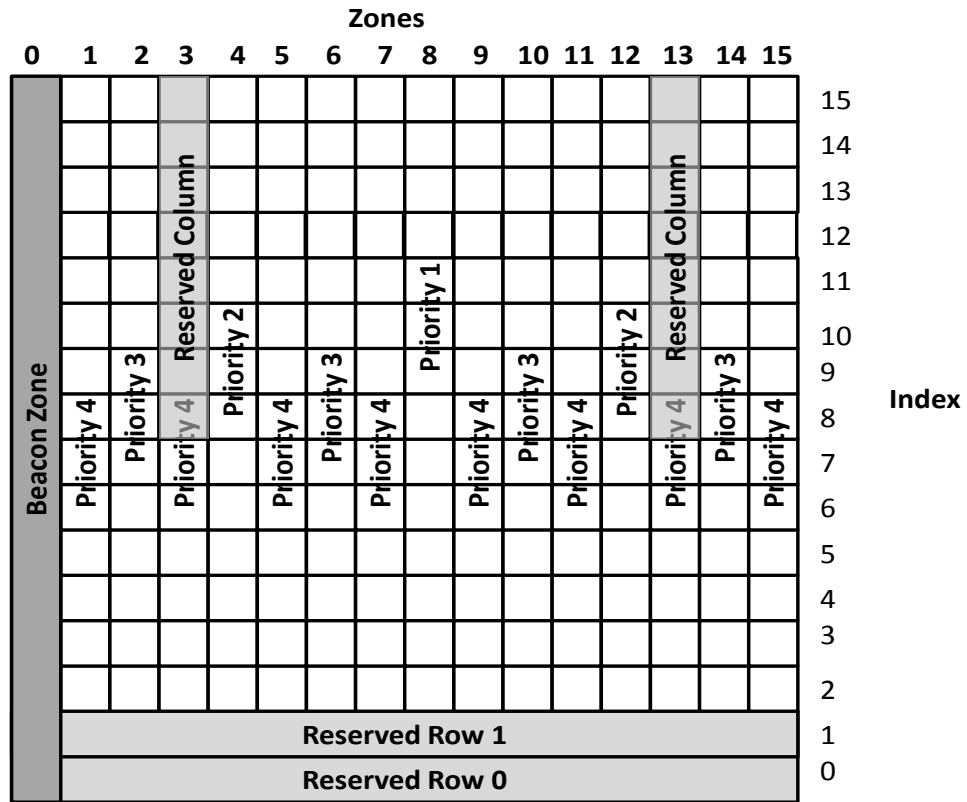 Zones
0 1 2 3 4 5 6 7 8 9 10 11 12 13 14 15
15
14
13
12
11
10
9
8
7
6
5
4
3
2
1
0
Index
Beacon Zone
Priority 4
Priority 3
Reserved Column
Priority 4
Priority 2
Priority 4
Priority 3
Priority 4
Priority 1
Priority 4
Priority 3
Priority 4
Priority 2
Reserved Column
Priority 4
Priority 3
Priority 4
Reserved Row 1
Reserved Row 0